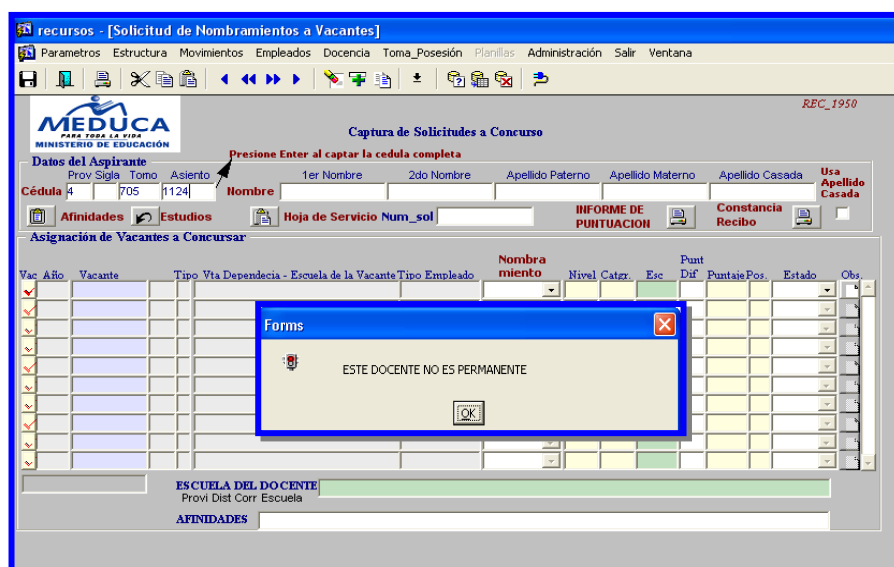 recursos - [Solicitud de Nombramientos a Vacantes]
Parametros Estructura Movimientos Empleados Docencia Toma_Posesión Planillas Administración Salir Ventana
REC_1950
MEDUCA
PARA TODA LA VIDA
MINISTERIO DE EDUCACIÓN
Captura de Solicitudes a Concurso
Presione Enter al captar la cedula completa
Datos del Aspirante
Prov Sigla Tomo Asiento 1er Nombre 2do Nombre Apellido Paterno Apellido Materno Apellido Casada Usa Apellido Casada
Cédula 4 705 1124 Nombre
Afinidades Estudios Hoja de Servicio Num_sol INFORME DE PUNTUACION Constancia Recibo
Asignación de Vacantes a Concursar
Vac Año Vacante Tipo Vta Dependecia - Escuela de la Vacante Tipo Empleado Nombra miento Nivel Catgr. Esc Punt Dif Puntaje Pos. Estado Obs.
Forms
ESTE DOCENTE NO ES PERMANENTE
OK
ESCUELA DEL DOCENTE
Provi Dist Corr Escuela
AFINIDADES